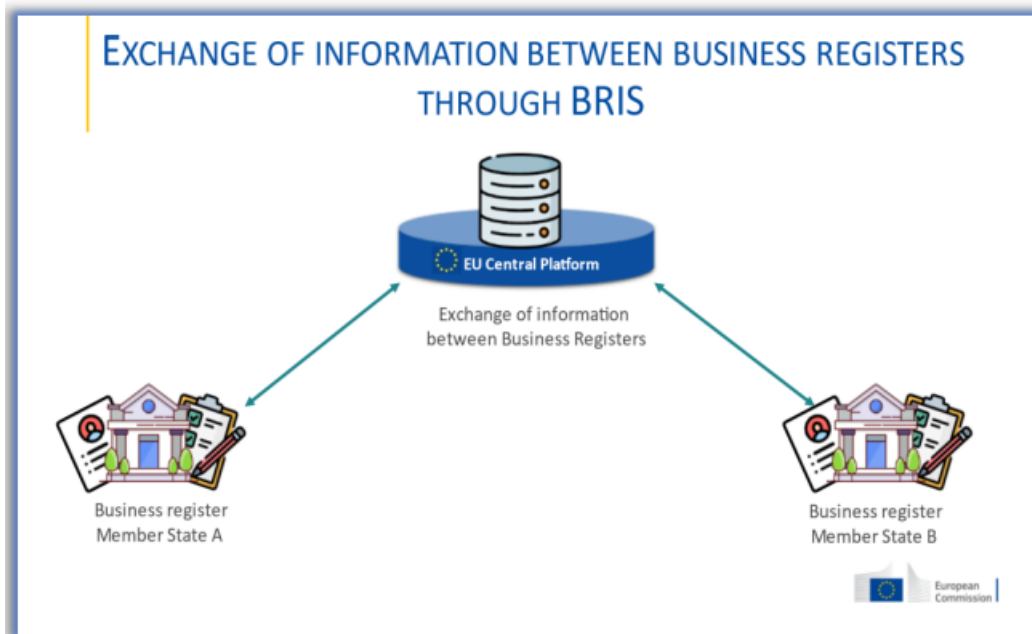 EXCHANGE OF INFORMATION BETWEEN BUSINESS REGISTERS
THROUGH BRIS
EU Central Platform
Exchange of information
between Business Registers
Business register
Member State A
Business register
Member State B
European
Commission